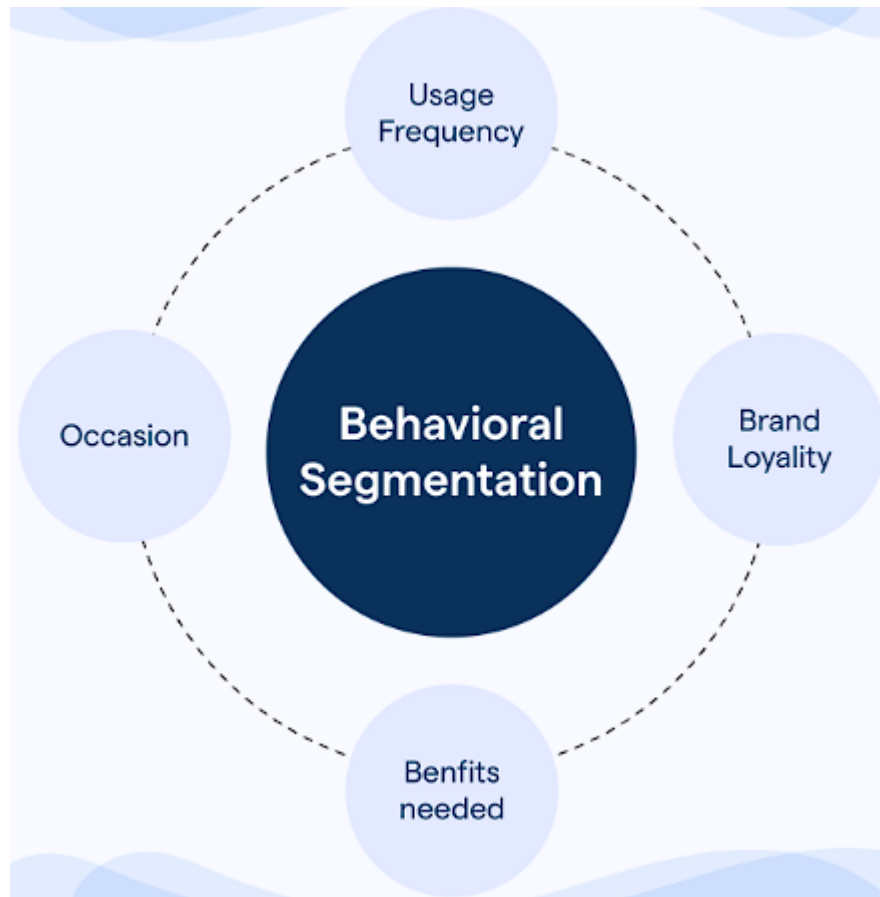 Usage
Frequency
Occasion
Behavioral
Segmentation
Brand
Loyality
Benfits
needed